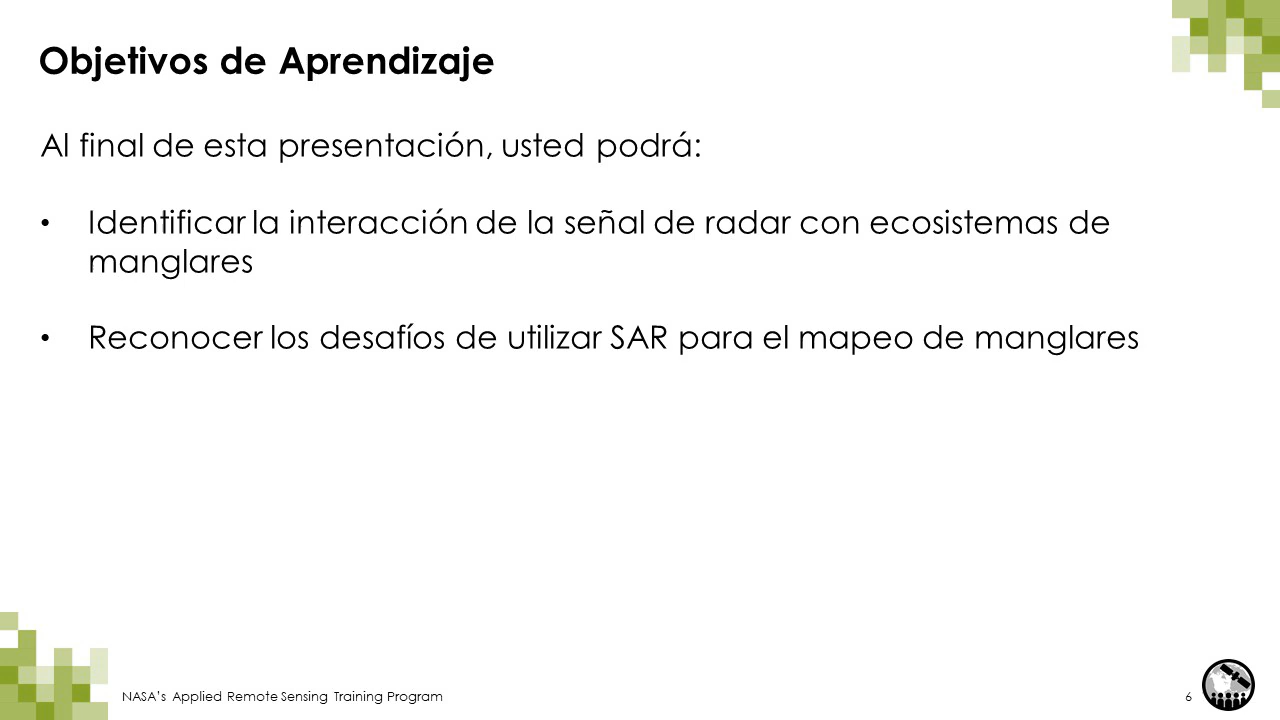 Objetivos de Aprendizaje
Al final de esta presentación, usted podrá:
• Identificar la interacción de la señal de radar con ecosistemas de
manglares
• Reconocer los desafíos de utilizar SAR para el mapeo de manglares
NASA's Applied Remote Sensing Training Program
6